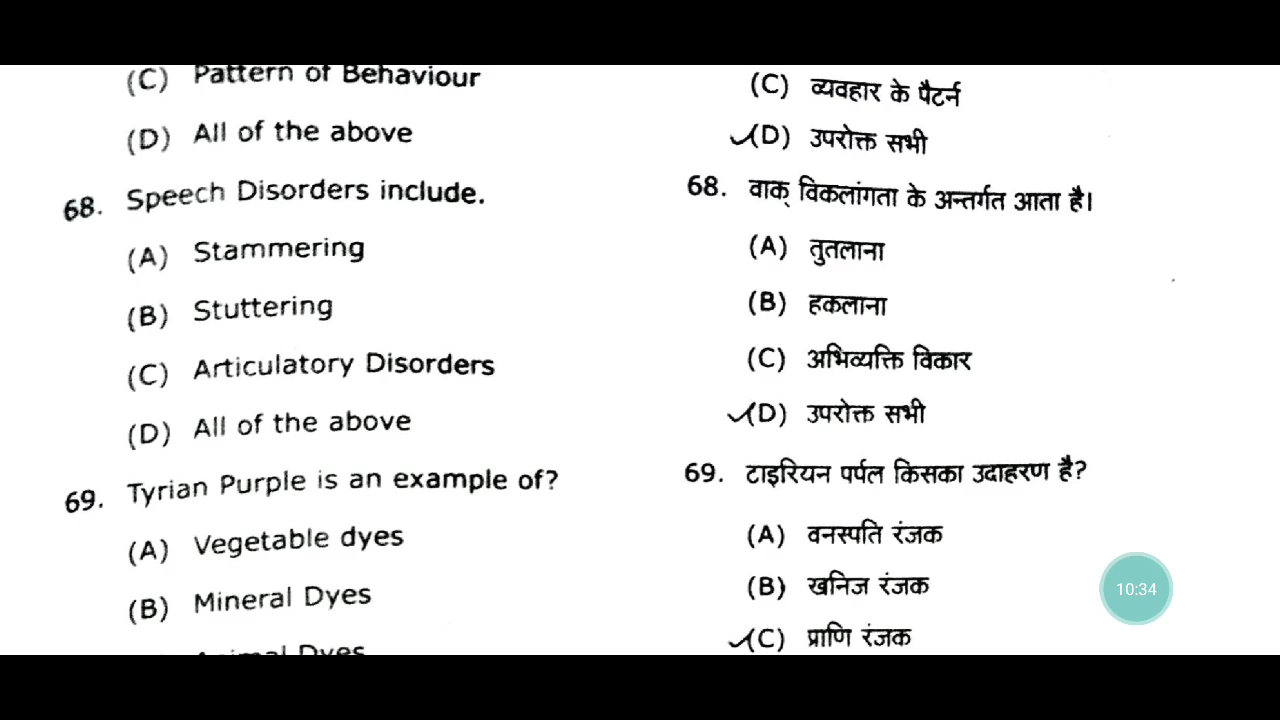 (C) Pattern of Behaviour
(D) All of the above
68. Speech Disorders include.
(A) Stammering
(B) Stuttering
(C) Articulatory Disorders
(D) All of the above
69. Tyrian Purple is an example of?
(A) Vegetable dyes
(B) Mineral Dyes
Animal Dyes
(C) व्यवहार के पैटर्न
(D) उपरोक्त सभी
68. वाक् विकलांगता के अन्तर्गत आता है।
(A) तुतलाना
(B) हकलाना
(C) अभिव्यक्ति विकार
(D) उपरोक्त सभी
69. टाइरियन पर्पल किसका उदाहरण है?
(A) वनस्पति रंजक
(B) खनिज रंजक
(C) प्राणि रंजक
10:34